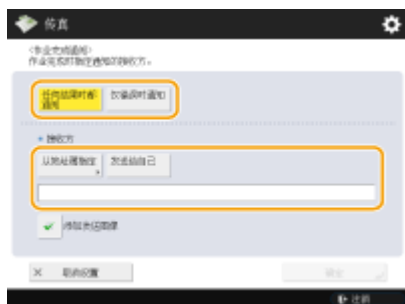 传真
<作业完成通知>
作业完成时指定通知的接收方。
任何结果时都
通知
仅错误时通知
接收方
从地址簿指定
发送给自己
添加发送图像
取消设置
确定
注销